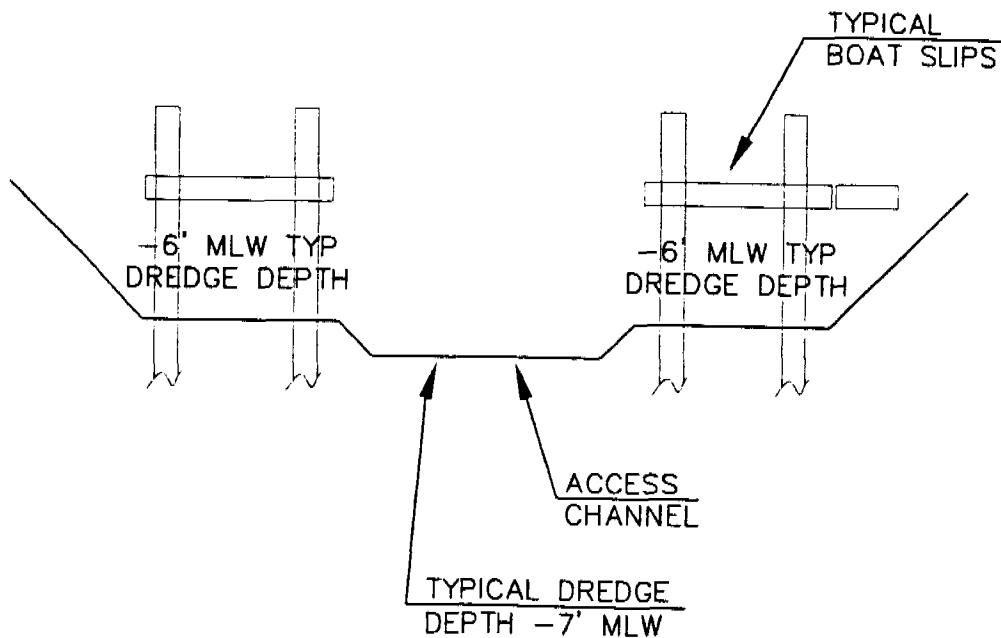 TYPICAL
BOAT SLIPS
-6' MLW TYP
DREDGE DEPTH
-6' MLW TYP
DREDGE DEPTH
ACCESS
CHANNEL
TYPICAL DREDGE
DEPTH -7' MLW